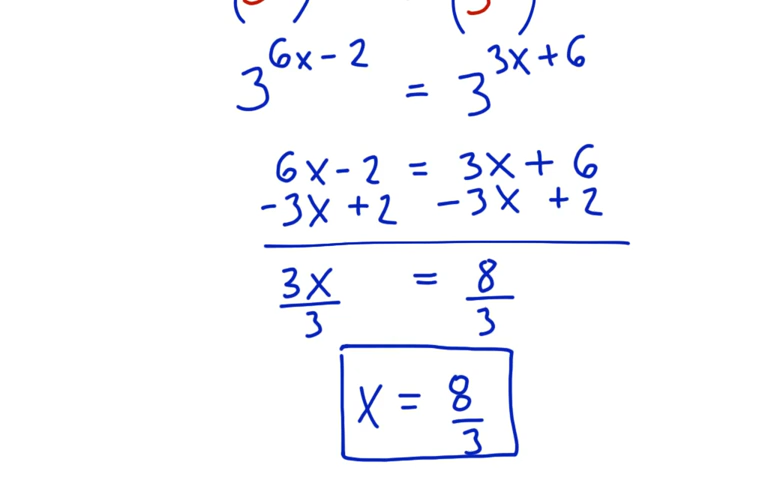 3^{6x-2} = 3^{3x+6}
6x-2 = 3x+6
-3x+2 -3x+2
3x/3 = 8/3
x = 8/3